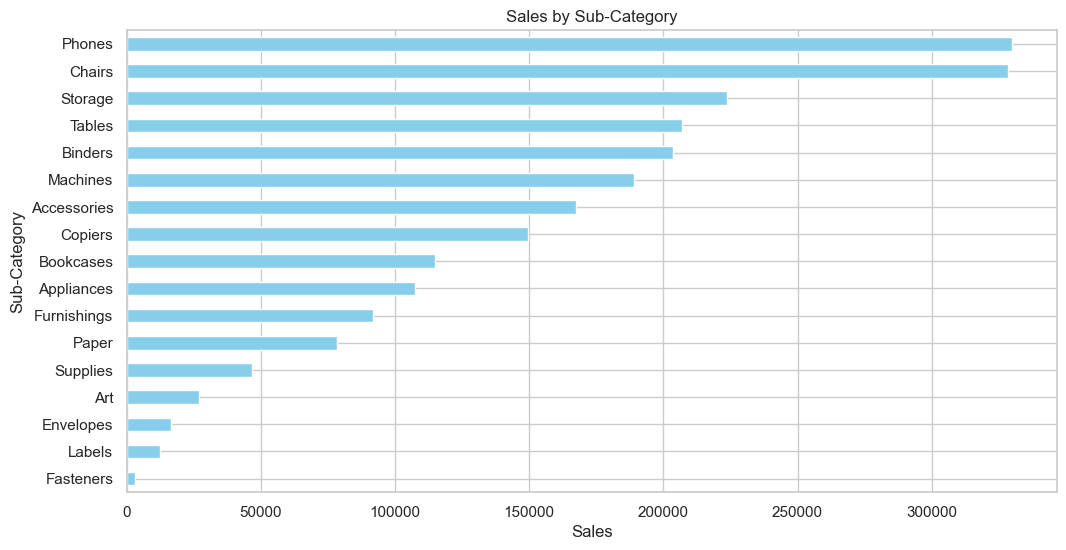 Sales by Sub-Category
Sub-Category
Phones
Chairs
Storage
Tables
Binders
Machines
Accessories
Copiers
Bookcases
Appliances
Furnishings
Paper
Supplies
Art
Envelopes
Labels
Fasteners
0 50000 100000 150000 200000 250000 300000
Sales